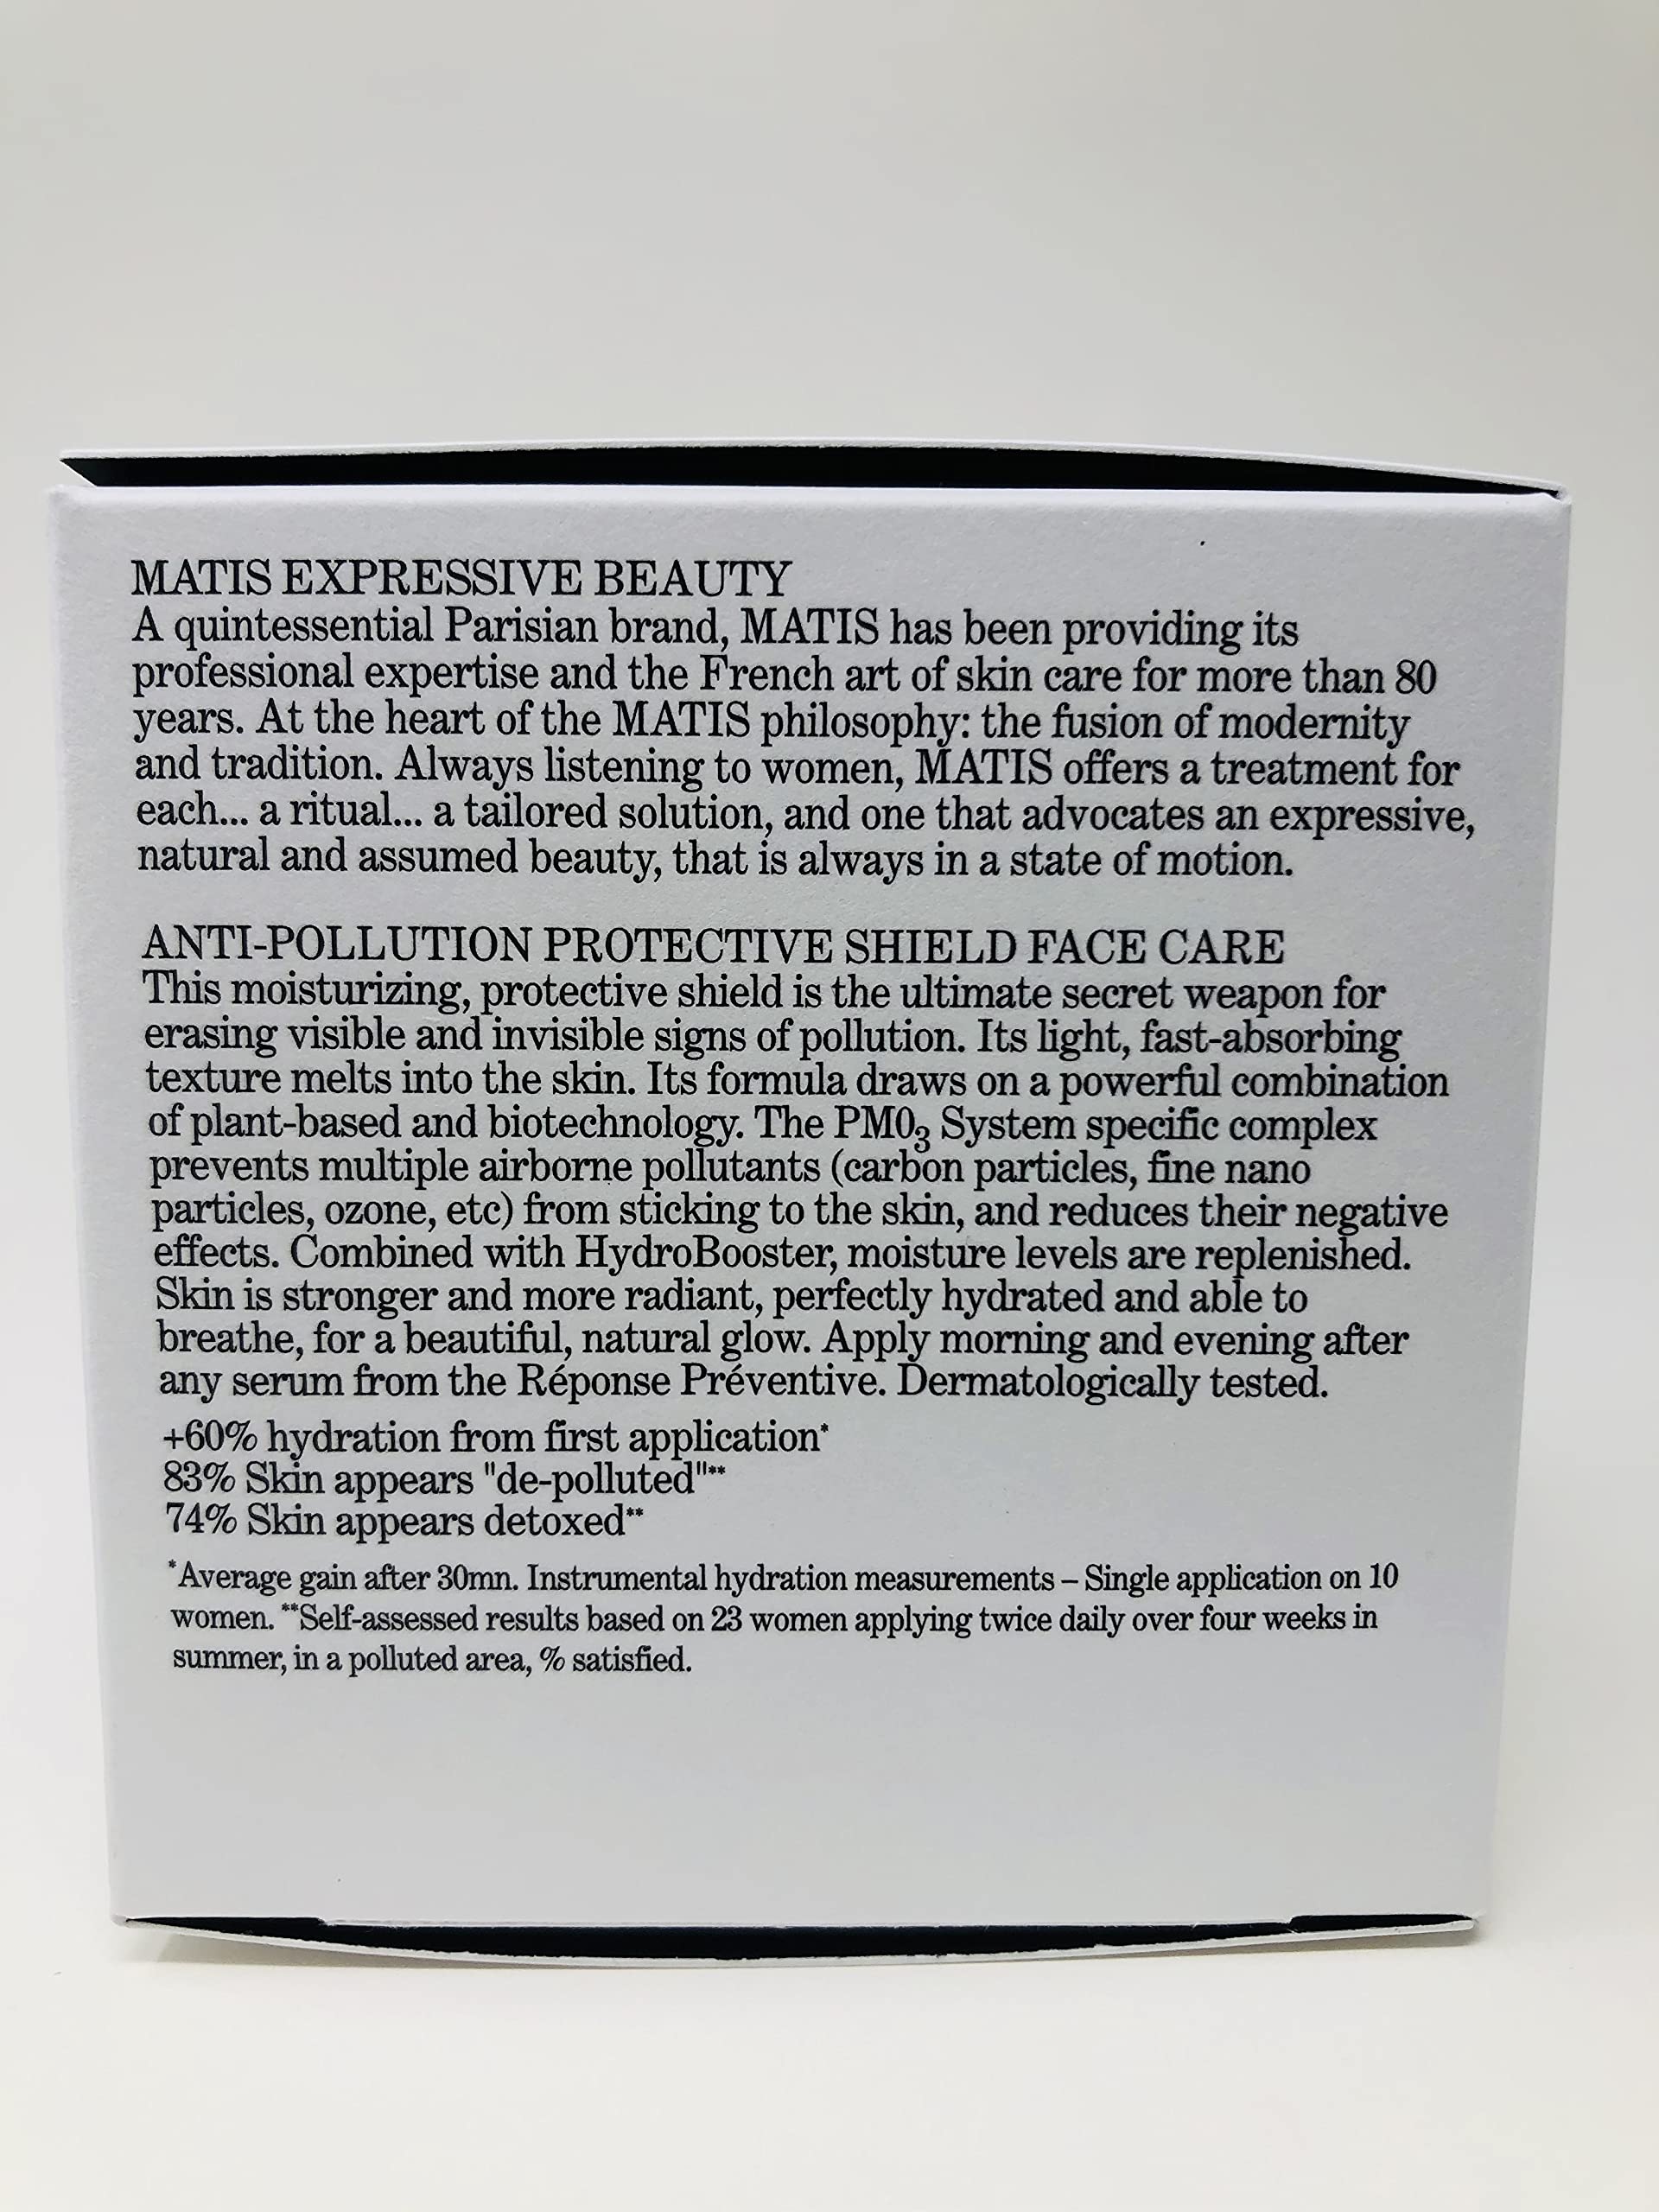 MATIS EXPRESSIVE BEAUTY
A quintessential Parisian brand, MATIS has been providing its
professional expertise and the French art of skin care for more than 80
years. At the heart of the MATIS philosophy: the fusion of modernity
and tradition. Always listening to women, MATIS offers a treatment for
each... a ritual... a tailored solution, and one that advocates an expressive,
natural and assumed beauty, that is always in a state of motion.
ANTI-POLLUTION PROTECTIVE SHIELD FACE CARE
This moisturizing, protective shield is the ultimate secret weapon for
erasing visible and invisible signs of pollution. Its light, fast-absorbing
texture melts into the skin. Its formula draws on a powerful combination
of plant-based and biotechnology. The PM0₃ System specific complex
prevents multiple airborne pollutants (carbon particles, fine nano
particles, ozone, etc) from sticking to the skin, and reduces their negative
effects. Combined with HydroBooster, moisture levels are replenished.
Skin is stronger and more radiant, perfectly hydrated and able to
breathe, for a beautiful, natural glow. Apply morning and evening after
any serum from the Réponse Préventive. Dermatologically tested.
+60% hydration from first application*
83% Skin appears "de-polluted"**
74% Skin appears detoxed**
*Average gain after 30mn. Instrumental hydration measurements – Single application on 10
women. **Self-assessed results based on 23 women applying twice daily over four weeks in
summer, in a polluted area, % satisfied.